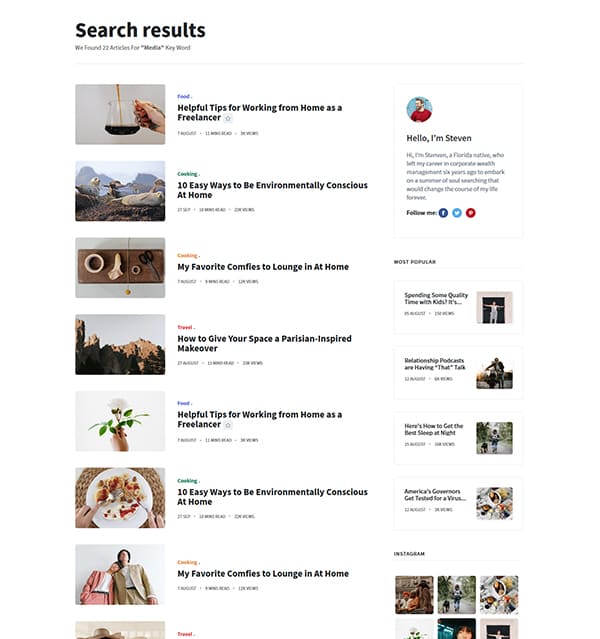 Search results
We Found 22 Articles For "Media" Key Word
Food .
Helpful Tips for Working from Home as a
Freelancer
7 AUGUST • 11 MINS READ • 3K VIEWS
Cooking .
10 Easy Ways to Be Environmentally Conscious
At Home
27 SEP • 10 MINS READ • 22K VIEWS
Cooking .
My Favorite Comfies to Lounge in At Home
7 AUGUST • 9 MINS READ • 12K VIEWS
Travel .
How to Give Your Space a Parisian-Inspired
Makeover
27 AUGUST • 12 MINS READ • 23K VIEWS
Food .
Helpful Tips for Working from Home as a
Freelancer
7 AUGUST • 11 MINS READ • 3K VIEWS
Cooking .
10 Easy Ways to Be Environmentally Conscious
At Home
27 SEP • 10 MINS READ • 22K VIEWS
Cooking .
My Favorite Comfies to Lounge in At Home
7 AUGUST • 9 MINS READ • 12K VIEWS
Travel .
Hello, I'm Steven
Hi, I'm Stenven, a Florida native, who
left my career in corporate wealth
management six years ago to embark
on a summer of soul searching that
would change the course of my life
forever.
Follow me:
MOST POPULAR
Spending Some Quality
Time with Kids? It's...
05 AUGUST • 150 VIEWS
Relationship Podcasts
are Having "That" Talk
12 AUGUST • 6K VIEWS
Here's How to Get the
Best Sleep at Night
15 AUGUST • 16K VIEWS
America's Governors
Get Tested for a Virus...
12 AUGUST • 3K VIEWS
INSTAGRAM